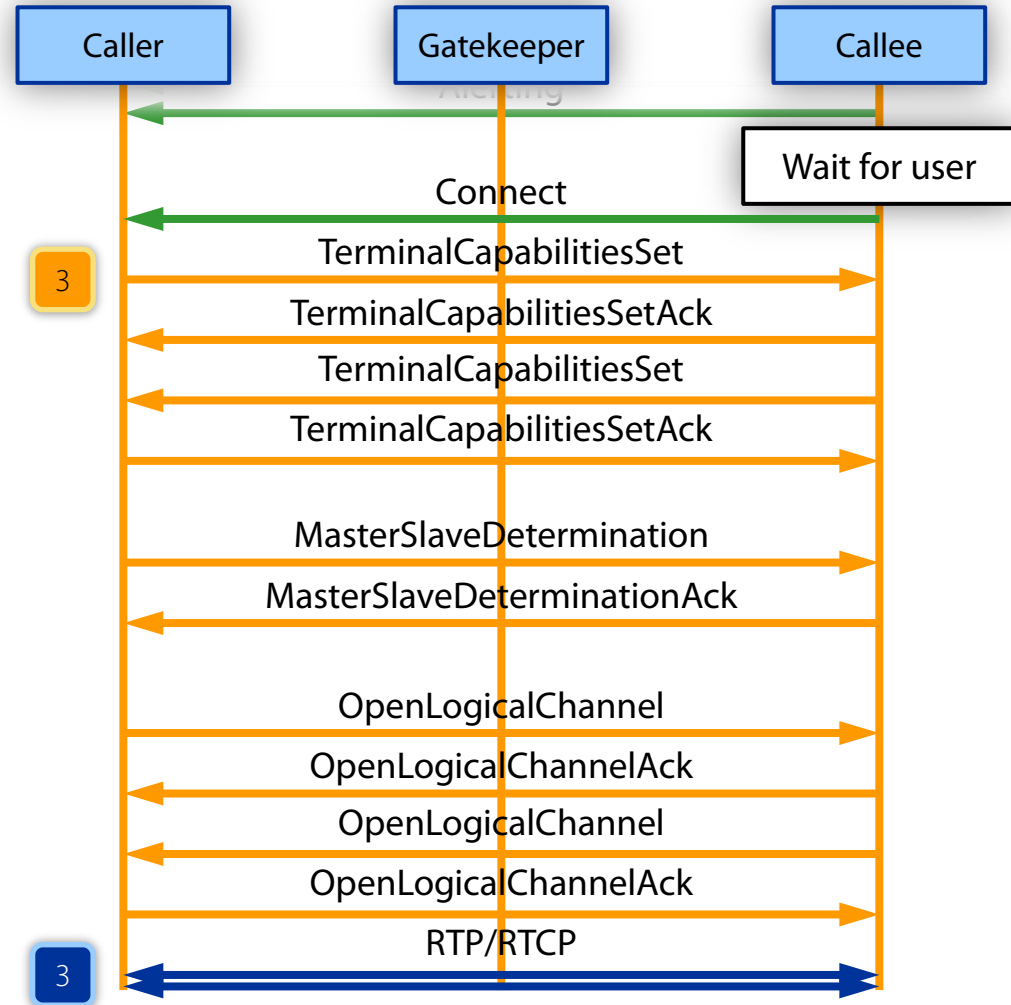 Caller
Gatekeeper
Callee
Alerting
Wait for user
Connect
3
TerminalCapabilitiesSet
TerminalCapabilitiesSetAck
TerminalCapabilitiesSet
TerminalCapabilitiesSetAck
MasterSlaveDetermination
MasterSlaveDeterminationAck
OpenLogicalChannel
OpenLogicalChannelAck
OpenLogicalChannel
OpenLogicalChannelAck
RTP/RTCP
3